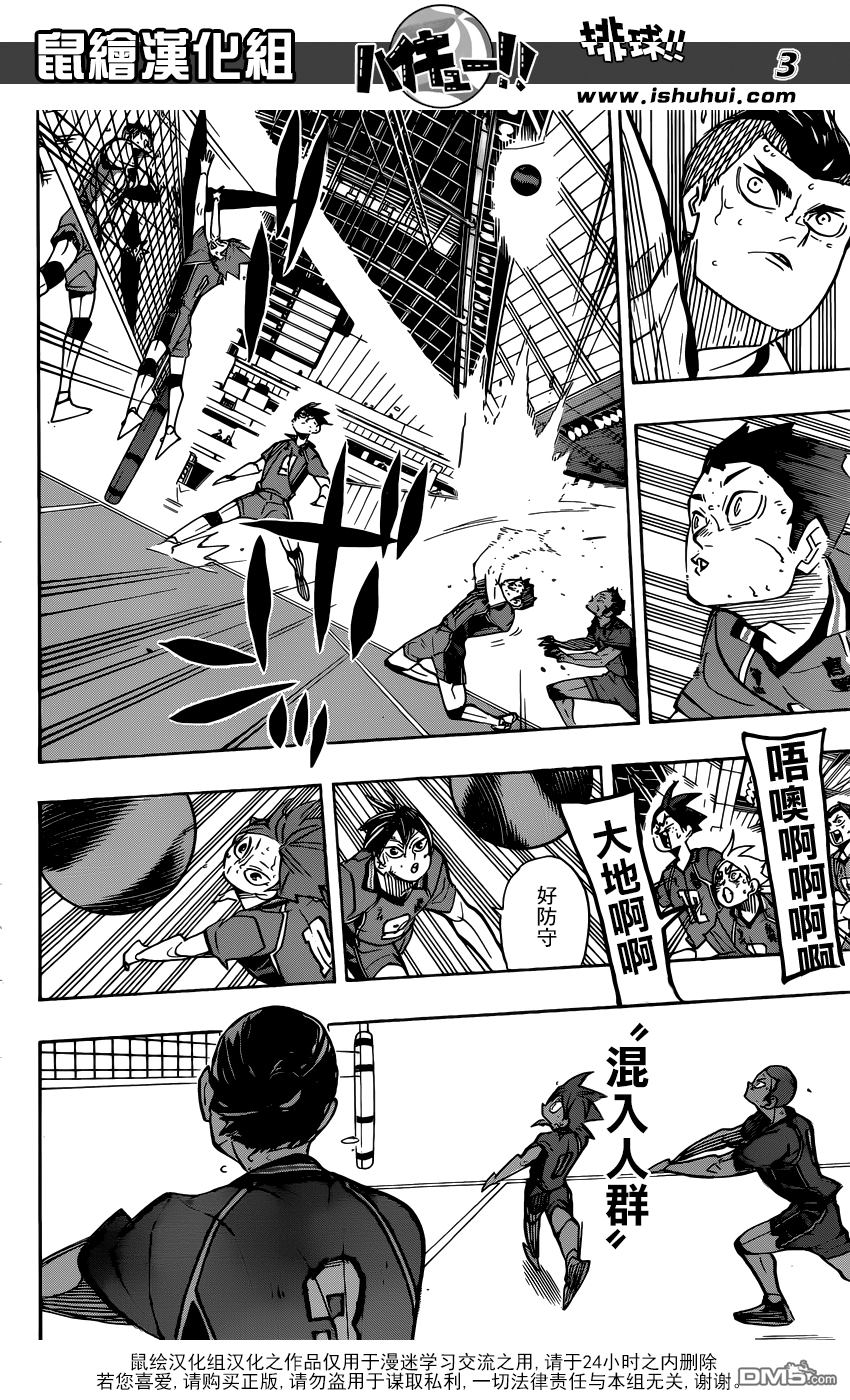 鼠繪漢化組
ハイキュー!!
排球!!
3
www.ishuhui.com
唔噢啊啊啊啊
大地啊啊
好防守
12
〝混入人群〞
3
鼠绘汉化组汉化之作品仅用于漫迷学习交流之用,请于24小时之内删除
若您喜爱,请购买正版,请勿盗用于谋取私利,一切法律责任与本组无关,谢谢。
DM5.com